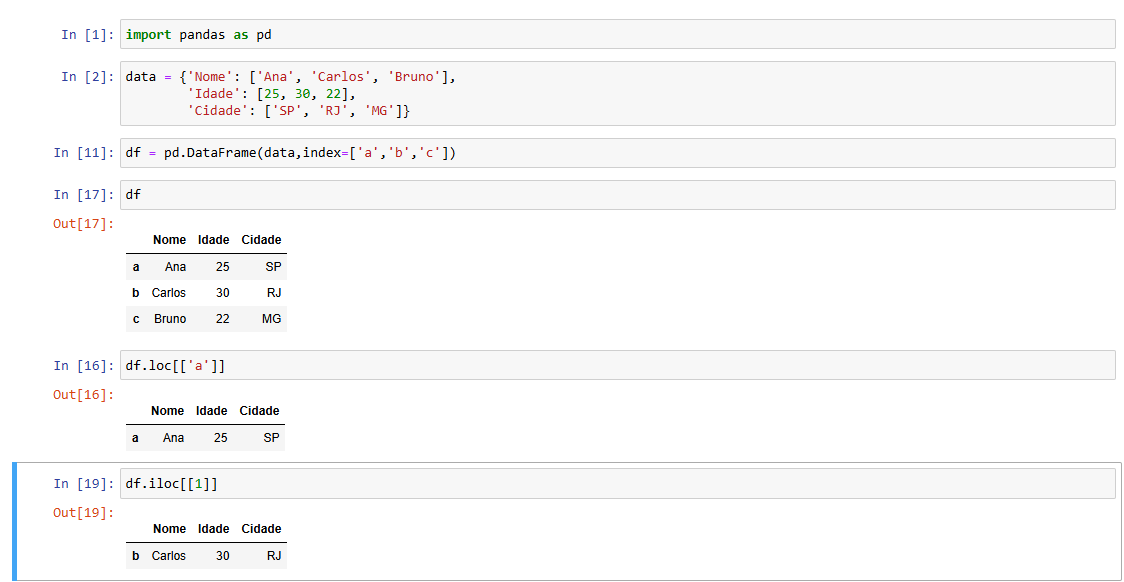 In [1]: import pandas as pd
In [2]: data = {'Nome': ['Ana', 'Carlos', 'Bruno'],
'Idade': [25, 30, 22],
'Cidade': ['SP', 'RJ', 'MG']}
In [11]: df = pd.DataFrame(data,index=['a','b','c'])
In [17]: df
Out[17]:
Nome Idade Cidade
a Ana 25 SP
b Carlos 30 RJ
c Bruno 22 MG
In [16]: df.loc[['a']]
Out[16]:
Nome Idade Cidade
a Ana 25 SP
In [19]: df.iloc[[1]]
Out[19]:
Nome Idade Cidade
b Carlos 30 RJ